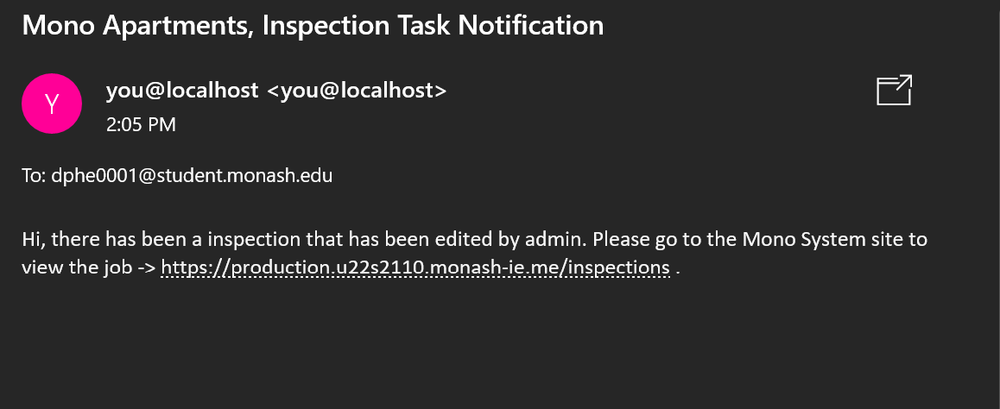 Mono Apartments, Inspection Task Notification
Y
you@localhost <you@localhost>
2:05 PM
To: dphe0001@student.monash.edu
Hi, there has been a inspection that has been edited by admin. Please go to the Mono System site to
view the job -> https://production.u22s2110.monash-ie.me/inspections .